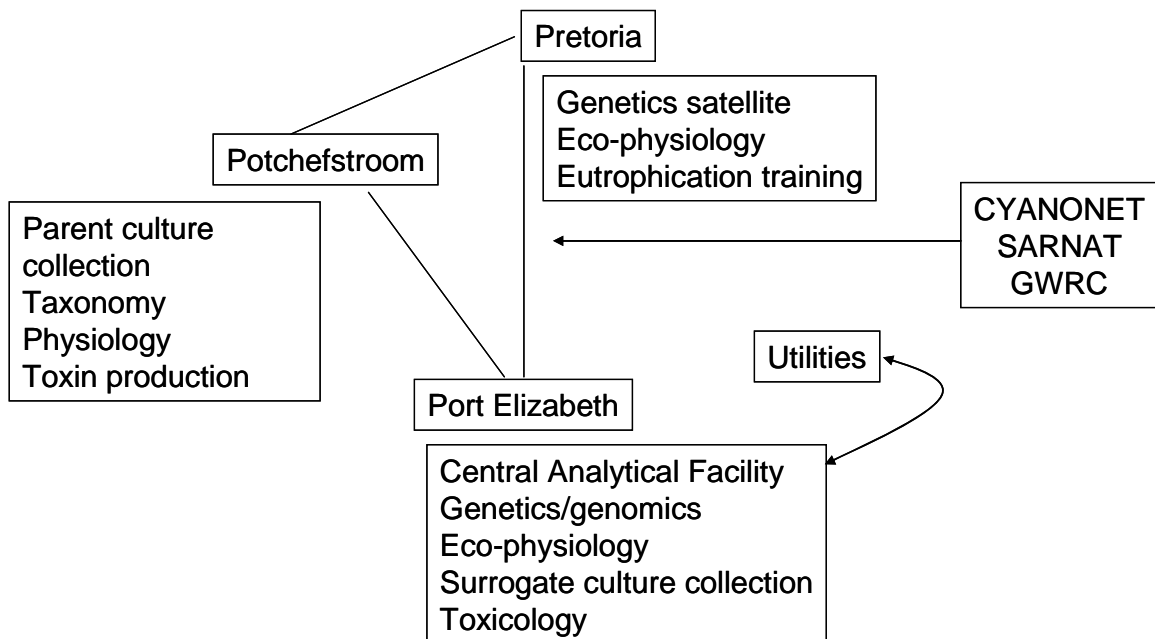 Pretoria
Genetics satellite
Eco-physiology
Eutrophication training
Potchefstroom
Parent culture
collection
Taxonomy
Physiology
Toxin production
CYANONET
SARNAT
GWRC
Utilities
Port Elizabeth
Central Analytical Facility
Genetics/genomics
Eco-physiology
Surrogate culture collection
Toxicology